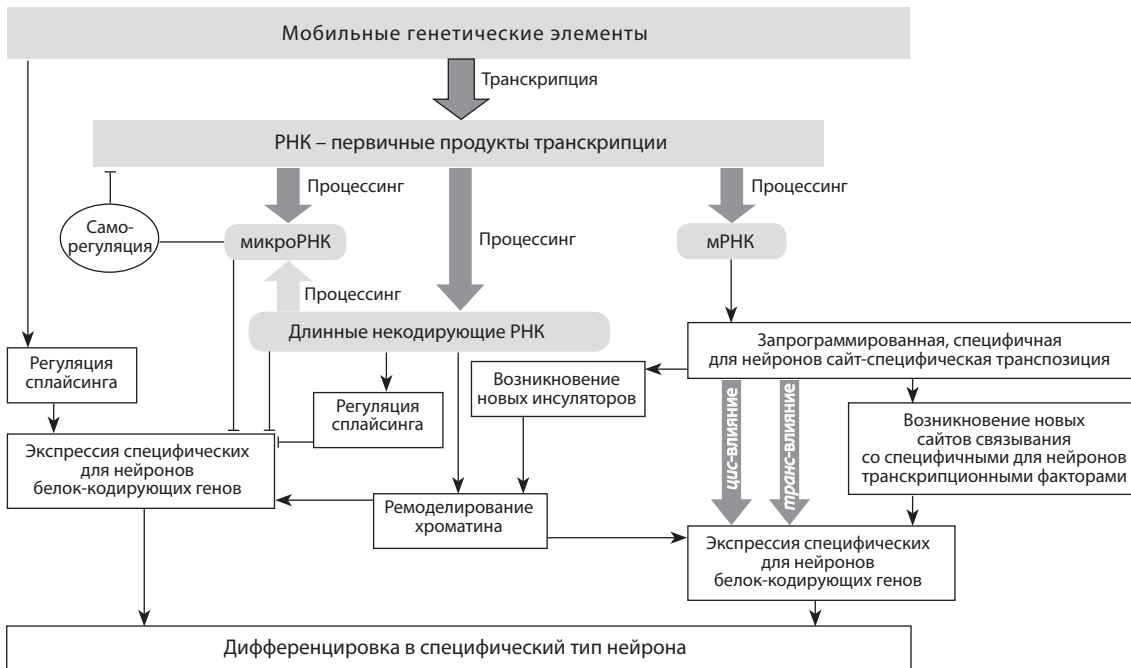 Мобильные генетические элементы
Транскрипция
РНК – первичные продукты транскрипции
Процессинг
Процессинг
Процессинг
Само-
регуляция
микроРНК
мРНК
Процессинг
Длинные некодирующие РНК
Запрограммированная, специфичная
для нейронов сайт-специфическая транспозиция
Регуляция
сплайсинга
Регуляция
сплайсинга
Возникновение
новых инсуляторов
цис-влияние
транс-влияние
Возникновение новых
сайтов связывания
со специфичными для нейронов
транскрипционными факторами
Экспрессия специфических
для нейронов
белок-кодирующих генов
Ремоделирование
хроматина
Экспрессия специфических
для нейронов
белок-кодирующих генов
Дифференцировка в специфический тип нейрона